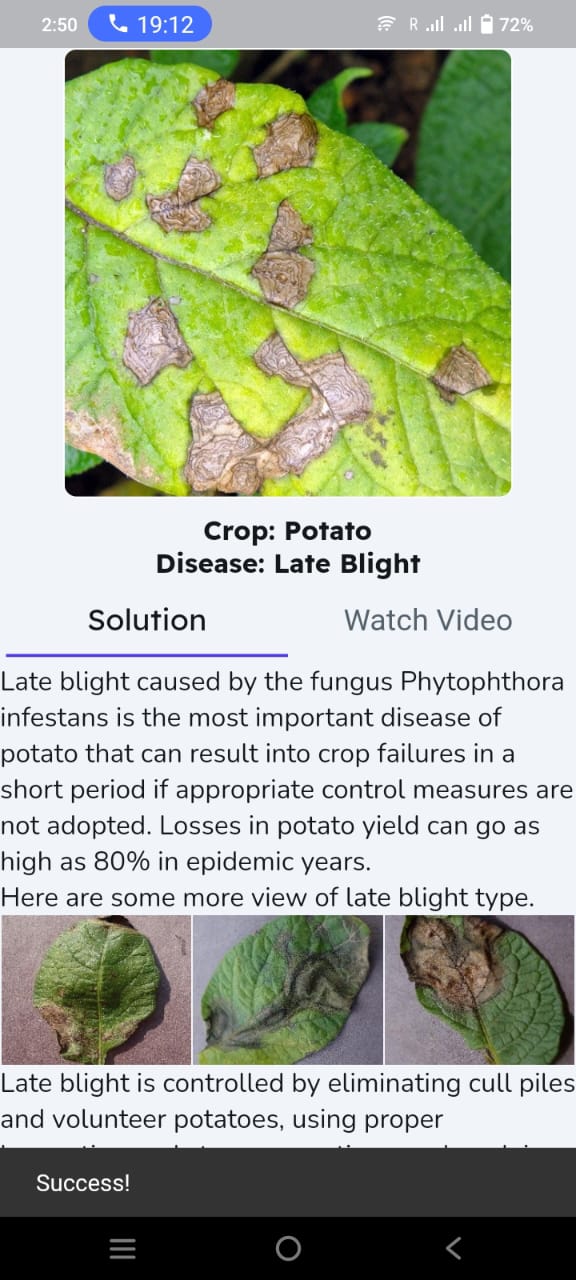 2:50 19:12 R 72%
Crop: Potato
Disease: Late Blight
Solution Watch Video
Late blight caused by the fungus Phytophthora
infestans is the most important disease of
potato that can result into crop failures in a
short period if appropriate control measures are
not adopted. Losses in potato yield can go as
high as 80% in epidemic years.
Here are some more view of late blight type.
Late blight is controlled by eliminating cull piles
and volunteer potatoes, using proper
Success!